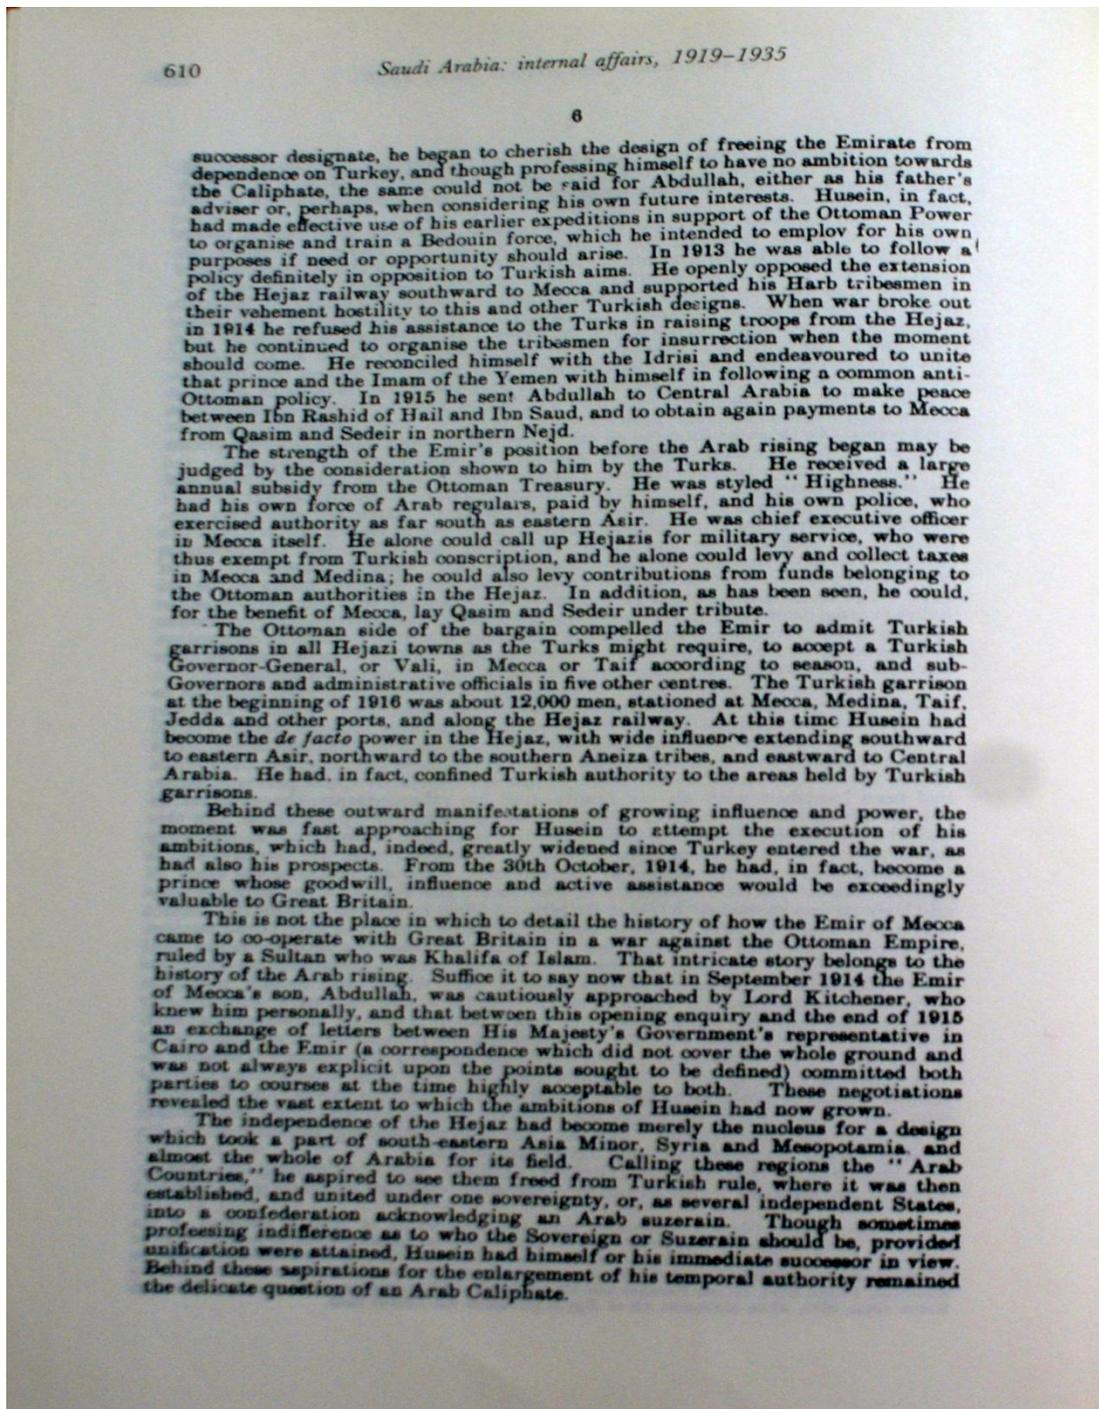 610
Saudi Arabia: internal affairs, 1919–1935
6
successor designate, he began to cherish the design of freeing the Emirate from
dependence on Turkey, and though professing himself to have no ambition towards
the Caliphate, the same could not be said for Abdullah, either as his father's
adviser or, perhaps, when considering his own future interests. Husein, in fact,
had made effective use of his earlier expeditions in support of the Ottoman Power
to organise and train a Bedouin force, which he intended to employ for his own
purposes if need or opportunity should arise. In 1913 he was able to follow a
policy definitely in opposition to Turkish aims. He openly opposed the extension
of the Hejaz railway southward to Mecca and supported his Harb tribesmen in
their vehement hostility to this and other Turkish designs. When war broke out
in 1914 he refused his assistance to the Turks in raising troops from the Hejaz,
but he continued to organise the tribesmen for insurrection when the moment
should come. He reconciled himself with the Idrisi and endeavoured to unite
that prince and the Imam of the Yemen with himself in following a common anti-
Ottoman policy. In 1915 he sent Abdullah to Central Arabia to make peace
between Ibn Rashid of Hail and Ibn Saud, and to obtain again payments to Mecca
from Qasim and Sedeir in northern Nejd.
The strength of the Emir's position before the Arab rising began may be
judged by the consideration shown to him by the Turks. He received a large
annual subsidy from the Ottoman Treasury. He was styled "Highness." He
had his own force of Arab regulars, paid by himself, and his own police, who
exercised authority as far south as eastern Asir. He was chief executive officer
in Mecca itself. He alone could call up Hejazis for military service, who were
thus exempt from Turkish conscription, and he alone could levy and collect taxes
in Mecca and Medina; he could also levy contributions from funds belonging to
the Ottoman authorities in the Hejaz. In addition, as has been seen, he could,
for the benefit of Mecca, lay Qasim and Sedeir under tribute.
The Ottoman side of the bargain compelled the Emir to admit Turkish
garrisons in all Hejazi towns as the Turks might require, to accept a Turkish
Governor-General, or Vali, in Mecca or Taif according to season, and sub-
Governors and administrative officials in five other centres. The Turkish garrison
at the beginning of 1916 was about 12,000 men, stationed at Mecca, Medina, Taif,
Jedda and other ports, and along the Hejaz railway. At this time Husein had
become the de facto power in the Hejaz, with wide influence extending southward
to eastern Asir, northward to the southern Aneiza tribes, and eastward to Central
Arabia. He had, in fact, confined Turkish authority to the areas held by Turkish
garrisons.
Behind these outward manifestations of growing influence and power, the
moment was fast approaching for Husein to attempt the execution of his
ambitions, which had, indeed, greatly widened since Turkey entered the war, as
had also his prospects. From the 30th October, 1914, he had, in fact, become a
prince whose goodwill, influence and active assistance would be exceedingly
valuable to Great Britain.
This is not the place in which to detail the history of how the Emir of Mecca
came to co-operate with Great Britain in a war against the Ottoman Empire,
ruled by a Sultan who was Khalifa of Islam. That intricate story belongs to the
history of the Arab rising. Suffice it to say now that in September 1914 the Emir
of Mecca's son, Abdullah, was cautiously approached by Lord Kitchener, who
knew him personally, and that between this opening enquiry and the end of 1915
an exchange of letters between His Majesty's Government's representative in
Cairo and the Emir (a correspondence which did not cover the whole ground and
was not always explicit upon the points sought to be defined) committed both
parties to courses at the time highly acceptable to both. These negotiations
revealed the vast extent to which the ambitions of Husein had now grown.
The independence of the Hejaz had become merely the nucleus for a design
which took a part of south-eastern Asia Minor, Syria and Mesopotamia and
almost the whole of Arabia for its field. Calling these regions the "Arab
Countries," he aspired to see them freed from Turkish rule, where it was then
established, and united under one sovereignty, or, as several independent States,
into a confederation acknowledging an Arab suzerain. Though sometimes
professing indifference as to who the Sovereign or Suzerain should be, provided
unification were attained, Husein had himself or his immediate successor in view.
Behind these aspirations for the enlargement of his temporal authority remained
the delicate question of an Arab Caliphate.